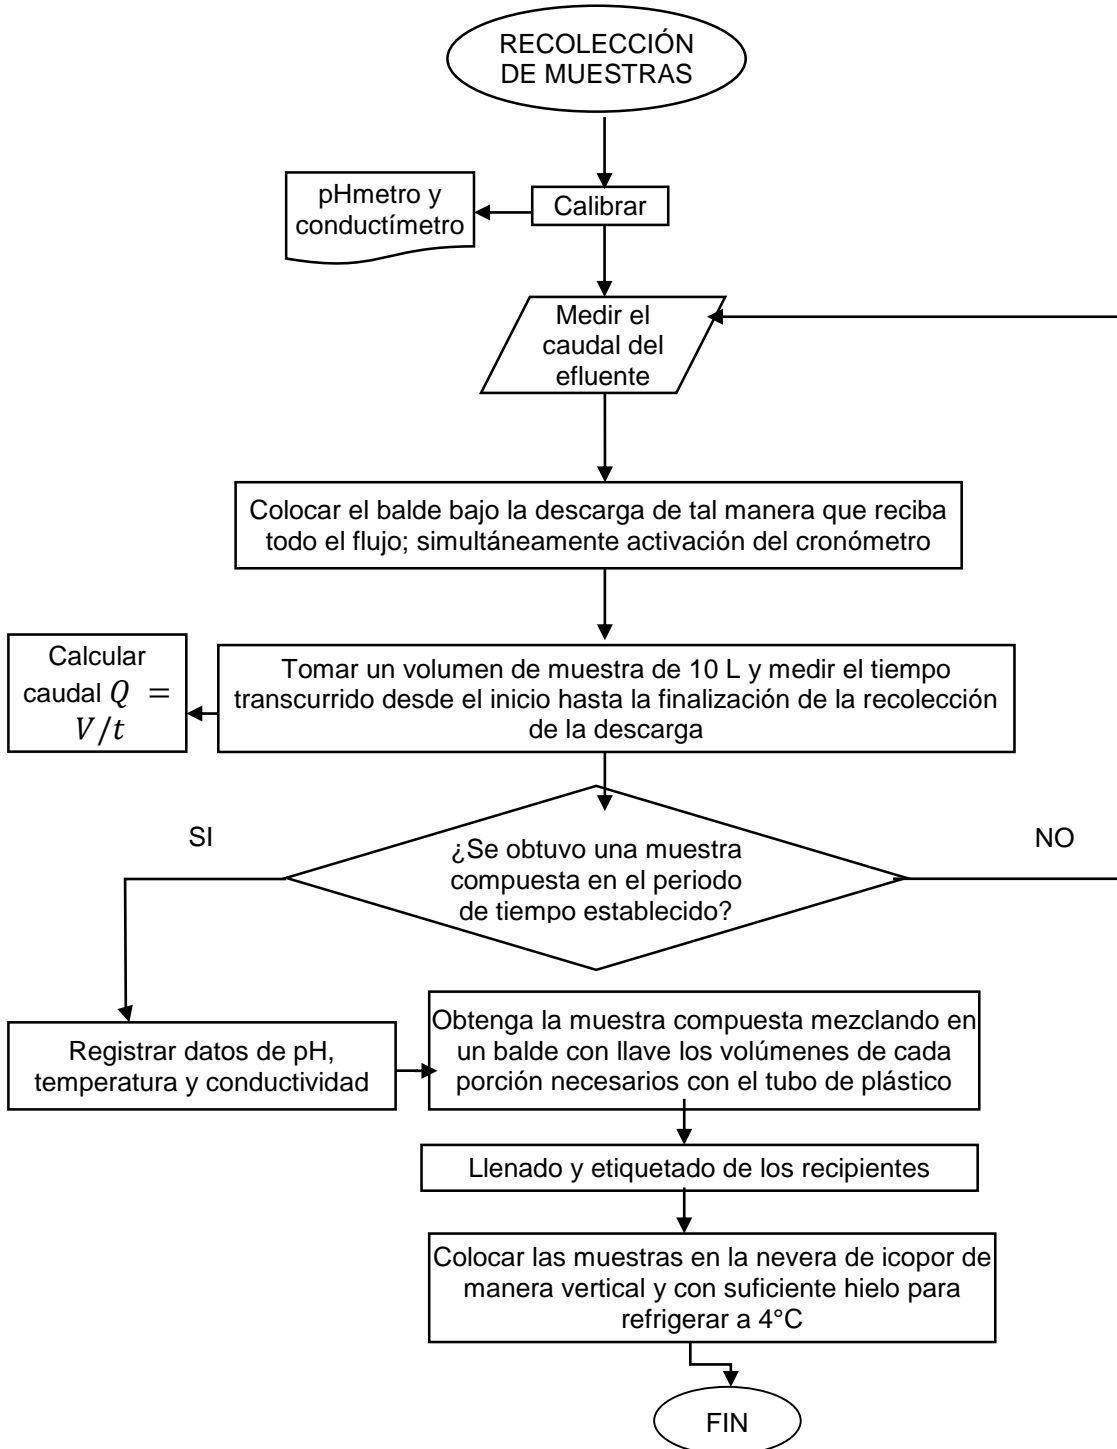 RECOLECCIÓN
DE MUESTRAS
pHmetro y
conductímetro
Calibrar
Medir el
caudal del
efluente
Colocar el balde bajo la descarga de tal manera que reciba
todo el flujo; simultáneamente activación del cronómetro
Calcular
caudal Q =
V/t
Tomar un volumen de muestra de 10 L y medir el tiempo
transcurrido desde el inicio hasta la finalización de la recolección
de la descarga
SI
¿Se obtuvo una muestra
compuesta en el periodo
de tiempo establecido?
NO
Registrar datos de pH,
temperatura y conductividad
Obtenga la muestra compuesta mezclando en
un balde con llave los volúmenes de cada
porción necesarios con el tubo de plástico
Llenado y etiquetado de los recipientes
Colocar las muestras en la nevera de icopor de
manera vertical y con suficiente hielo para
refrigerar a 4°C
FIN